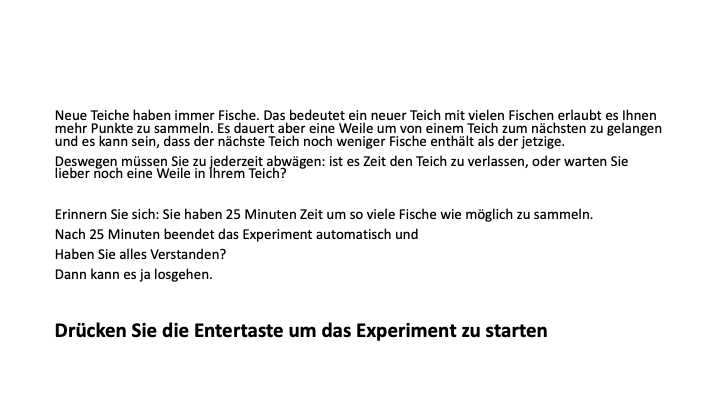 Neue Teiche haben immer Fische. Das bedeutet ein neuer Teich mit vielen Fischen erlaubt es Ihnen
mehr Punkte zu sammeln. Es dauert aber eine Weile um von einem Teich zum nächsten zu gelangen
und es kann sein, dass der nächste Teich noch weniger Fische enthält als der jetzige.
Deswegen müssen Sie zu jederzeit abwägen: ist es Zeit den Teich zu verlassen, oder warten Sie
lieber noch eine Weile in Ihrem Teich?
Erinnern Sie sich: Sie haben 25 Minuten Zeit um so viele Fische wie möglich zu sammeln.
Nach 25 Minuten beendet das Experiment automatisch und
Haben Sie alles Verstanden?
Dann kann es ja losgehen.
Drücken Sie die Entertaste um das Experiment zu starten